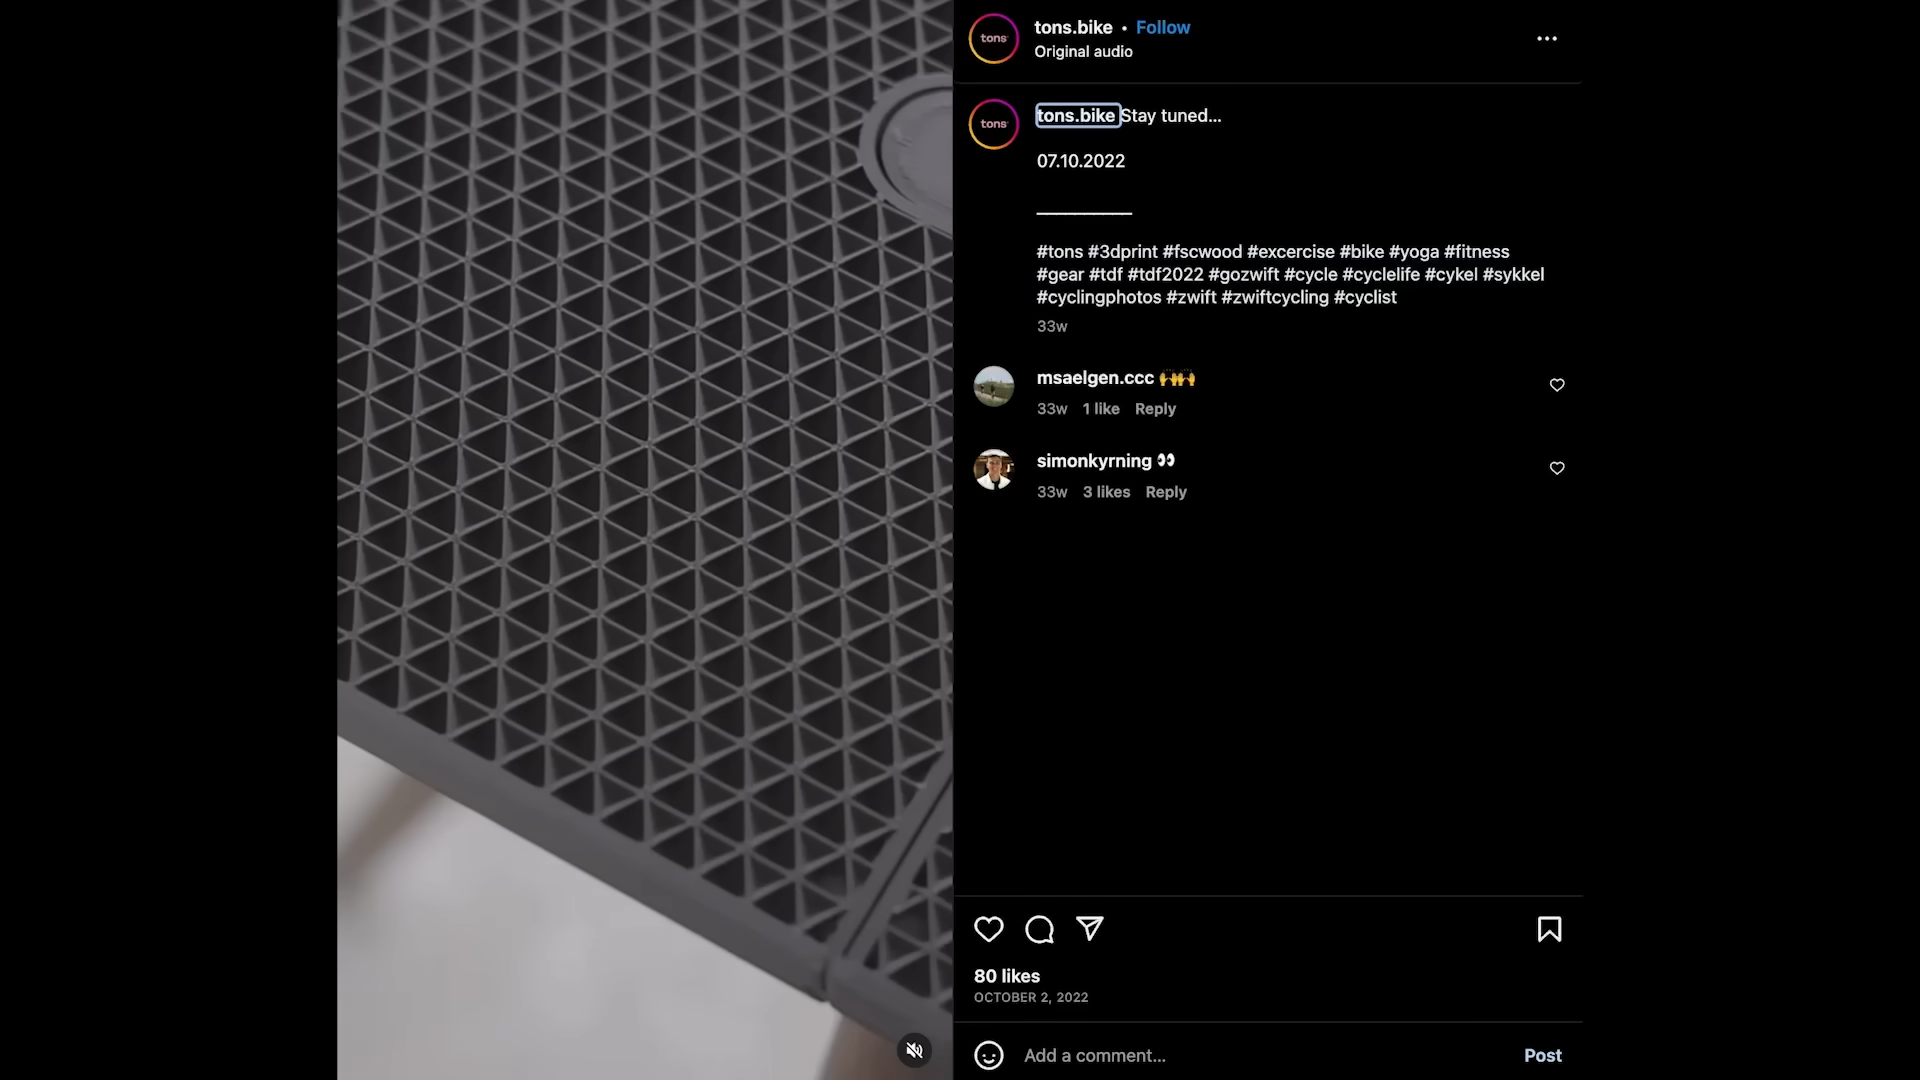 tons
tons.bike • Follow
Original audio
tons
tons.bike Stay tuned...
07.10.2022
#tons #3dprint #fscwood #excercise #bike #yoga #fitness
#gear #tdf #tdf2022 #gozwift #cycle #cyclelife #cykel #sykkel
#cyclingphotos #zwift #zwiftcycling #cyclist
33w
msaelgen.ccc 🙌🙌
33w 1 like Reply
simonkyrning 👀
33w 3 likes Reply
80 likes
OCTOBER 2, 2022
Add a comment...
Post